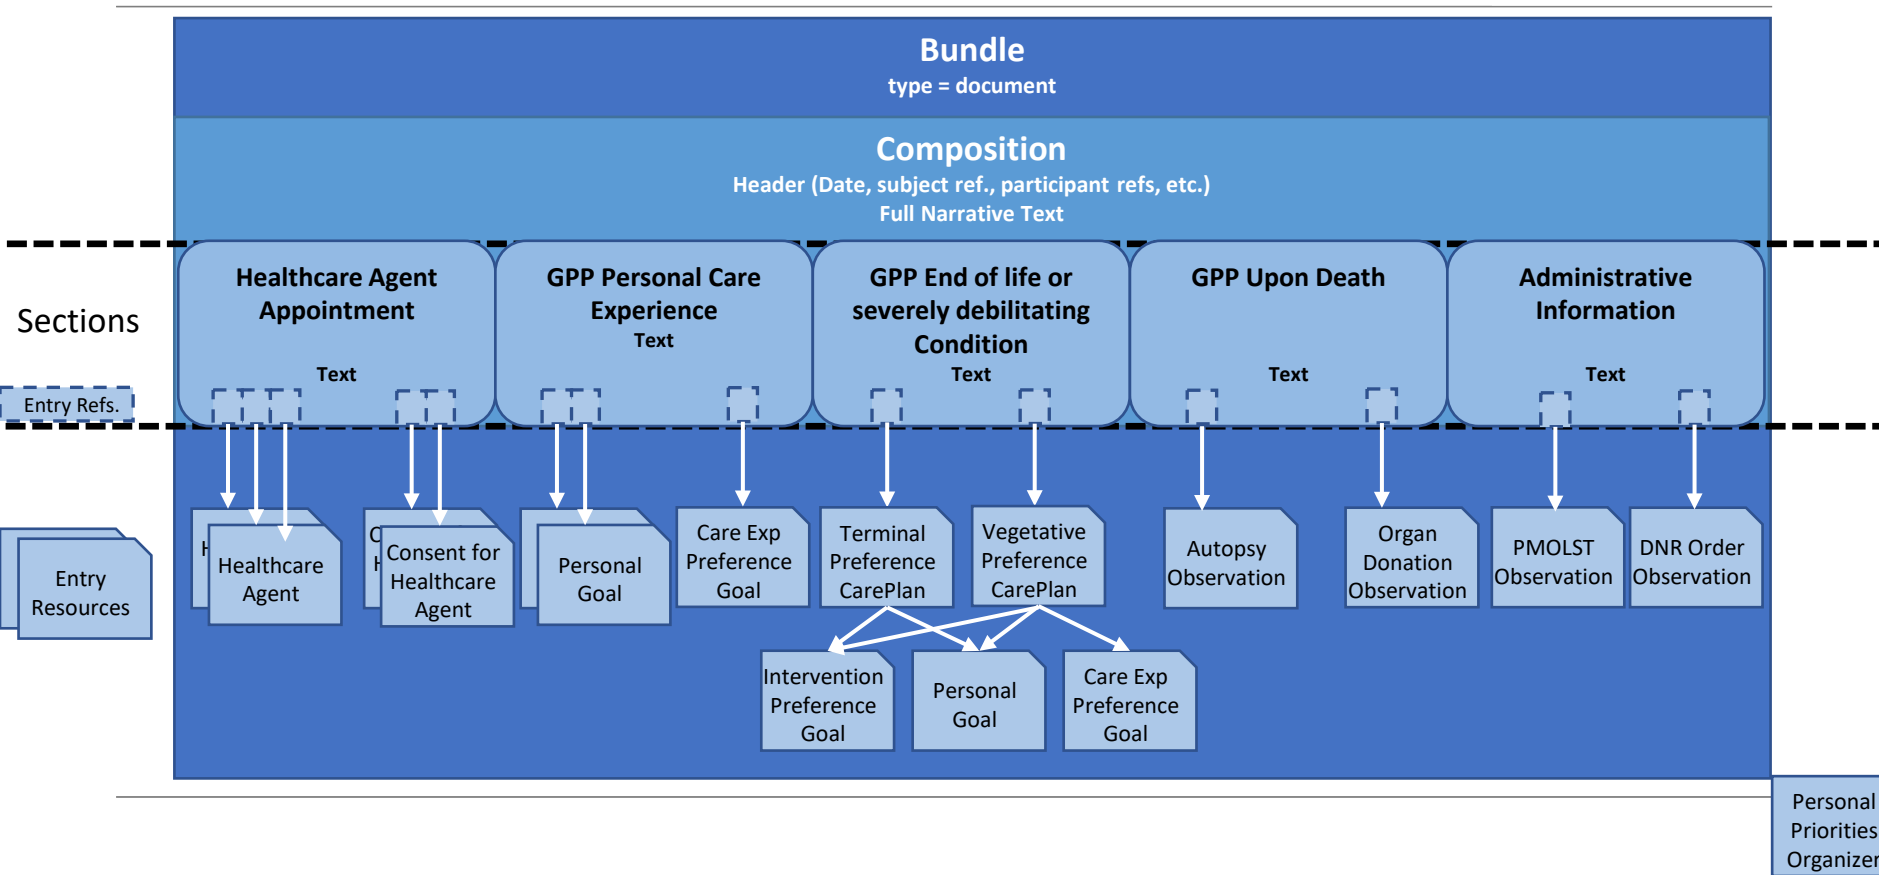 Bundle
type = document
Composition
Header (Date, subject ref., participant refs, etc.)
Full Narrative Text
Sections
Entry Refs.
Healthcare Agent
Appointment
Text
GPP Personal Care
Experience
Text
GPP End of life or
severely debilitating
Condition
Text
GPP Upon Death
Text
Administrative
Information
Text
Entry
Resources
Healthcare
Agent
Consent for
Healthcare
Agent
Personal
Goal
Care Exp
Preference
Goal
Terminal
Preference
CarePlan
Vegetative
Preference
CarePlan
Autopsy
Observation
Organ
Donation
Observation
PMOLST
Observation
DNR Order
Observation
Intervention
Preference
Goal
Personal
Goal
Care Exp
Preference
Goal
Personal
Priorities
Organizer